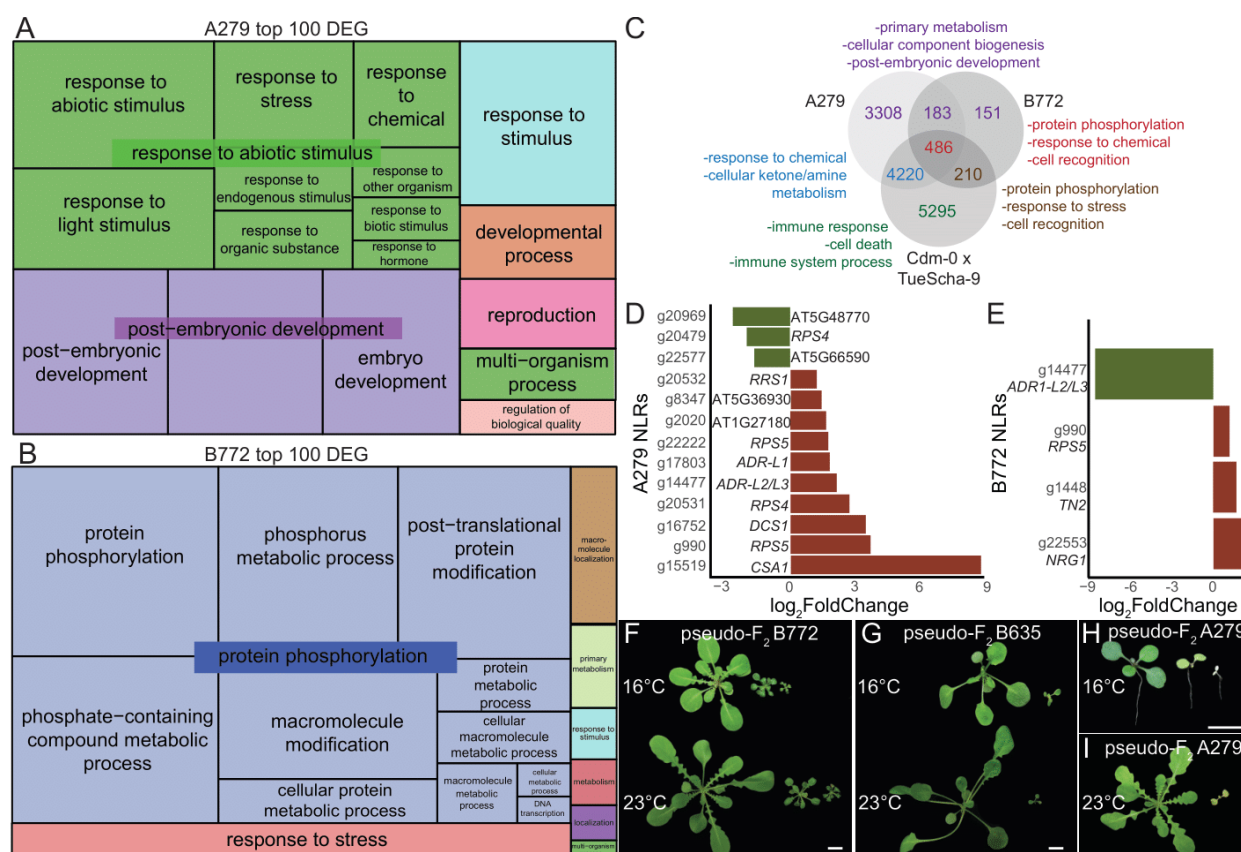 A
A279 top 100 DEG
response to
abiotic stimulus
response to
stress
response
to
chemical
response to abiotic stimulus
response to
light stimulus
response to
endogenous stimulus
response to
organic substance
response to
other organism
response to
biotic stimulus
response to
hormone
response to
stimulus
developmental
process
reproduction
multi−organism
process
regulation of
biological quality
post−embryonic
development
post-embryonic development
embryo
development
B
B772 top 100 DEG
protein
phosphorylation
phosphorus
metabolic process
post−translational
protein
modification
protein phosphorylation
phosphate−containing
compound metabolic
process
macromolecule
modification
cellular protein
metabolic process
protein
metabolic process
cellular macromolecule
metabolic process
macromolecule
metabolic
process
cellular metabolic
process
DNA
transcription
response to stress
macro-
molecule
localization
primary
metabolism
response to
stimulus
metabolism
localization
multi-organism
C
-primary metabolism
-cellular component biogenesis
-post-embryonic development
A279
B772
3308
183
151
486
4220
210
5295
-protein phosphorylation
-response to chemical
-cell recognition
-response to chemical
-cellular ketone/amine
metabolism
-protein phosphorylation
-response to stress
-cell recognition
-immune response
-cell death
-immune system process
Cdm-0 x
TueScha-9
D
A279 NLRs
g20969 AT5G48770
g20479 RPS4
g22577 AT5G66590
g20532 RRS1
g8347 AT5G36930
g2020 AT1G27180
g22222 RPS5
g17803 ADR-L1
g14477 ADR-L2/L3
g20531 RPS4
g16752 DCS1
g990 RPS5
g15519 CSA1
−3 0 3 6 9
log2FoldChange
E
B772 NLRs
g14477
ADR1-L2/L3
g990
RPS5
g1448
TN2
g22553
NRG1
−9 −6 −3 0
log2FoldChange
F
pseudo-F2 B772
16°C
23°C
G
pseudo-F2 B635
16°C
23°C
H
pseudo-F2 A279
16°C
I
pseudo-F2 A279
23°C